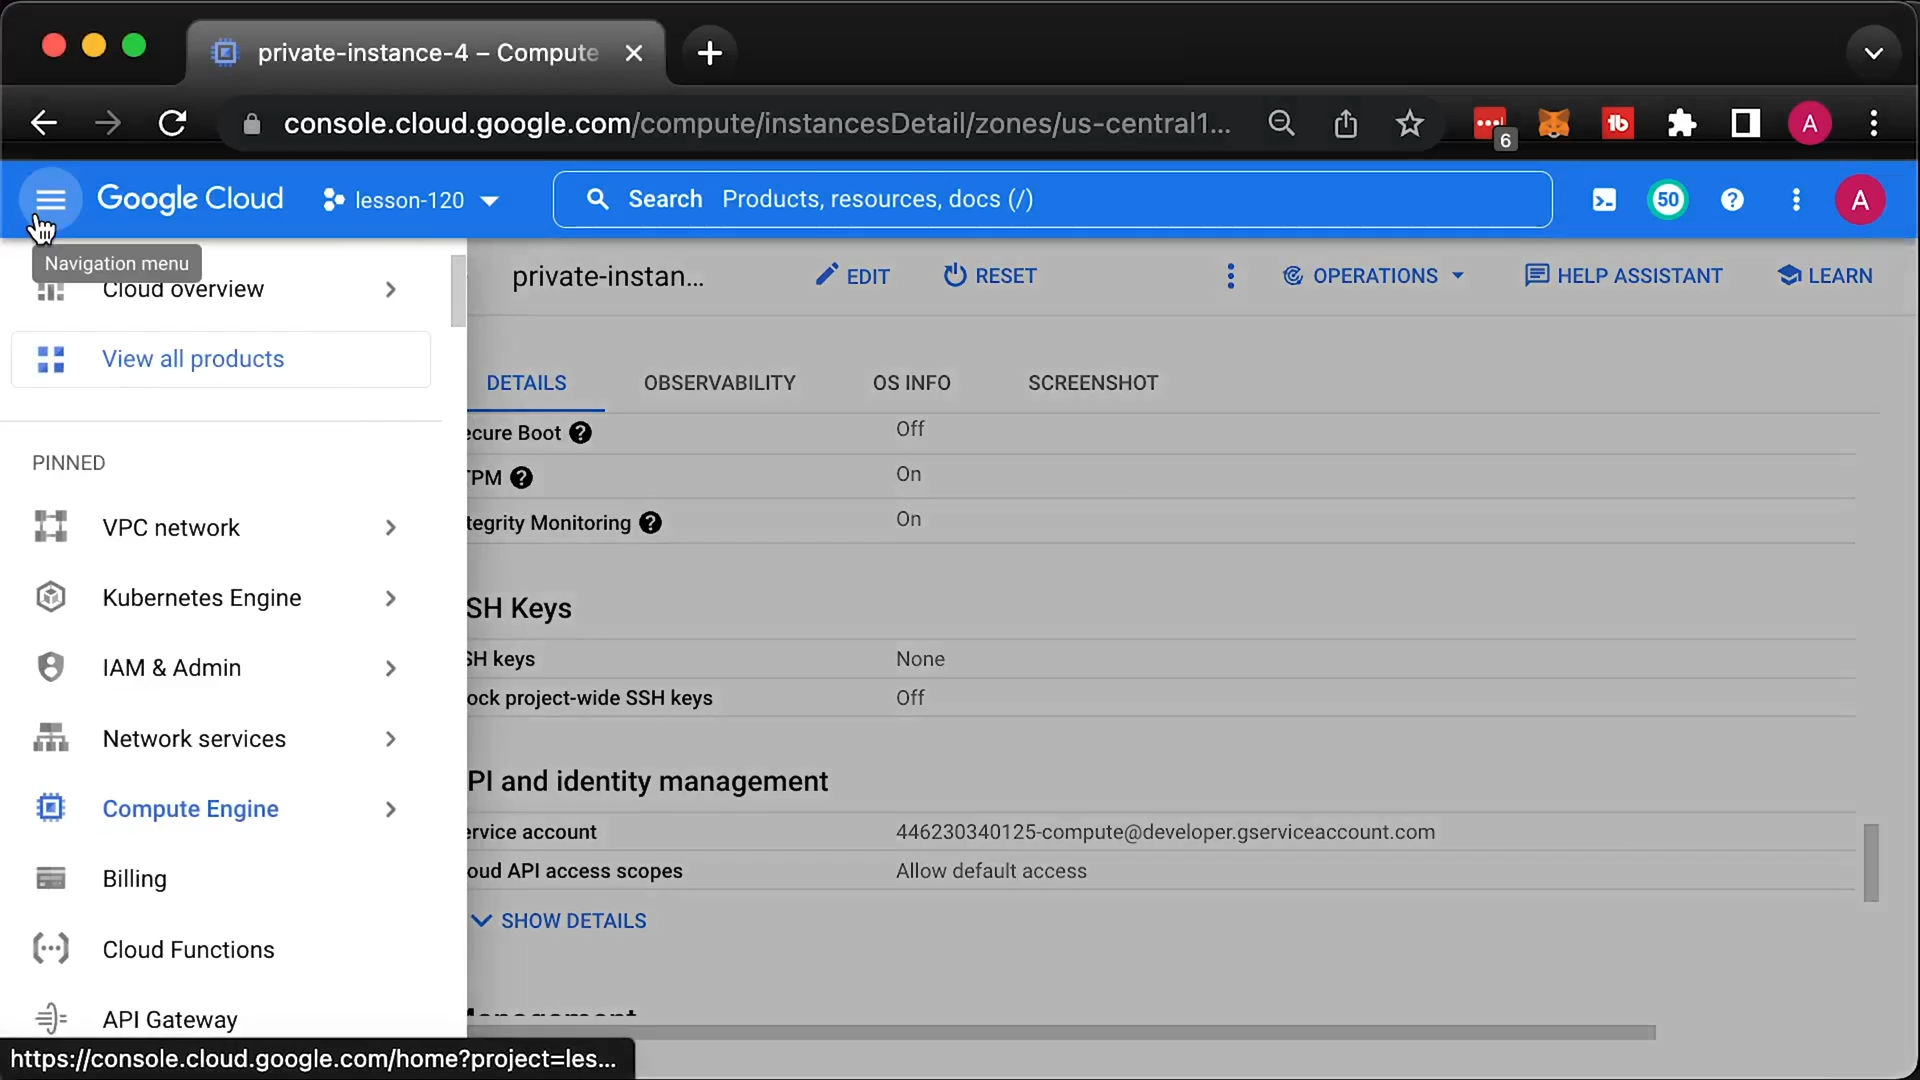 private-instance-4 – Compute
console.cloud.google.com/compute/instancesDetail/zones/us-central1...
6
A
Google Cloud
lesson-120
Search Products, resources, docs (/)
50
A
Navigation menu
Cloud overview
private-instan...
EDIT
RESET
OPERATIONS
HELP ASSISTANT
LEARN
View all products
DETAILS
OBSERVABILITY
OS INFO
SCREENSHOT
PINNED
VPC network
Kubernetes Engine
IAM & Admin
Network services
Compute Engine
Billing
Cloud Functions
API Gateway
ecure Boot Off
TPM On
tegrity Monitoring On
SH Keys
SH keys None
ock project-wide SSH keys Off
PI and identity management
ervice account 446230340125-compute@developer.gserviceaccount.com
oud API access scopes Allow default access
SHOW DETAILS
https://console.cloud.google.com/home?project=les...